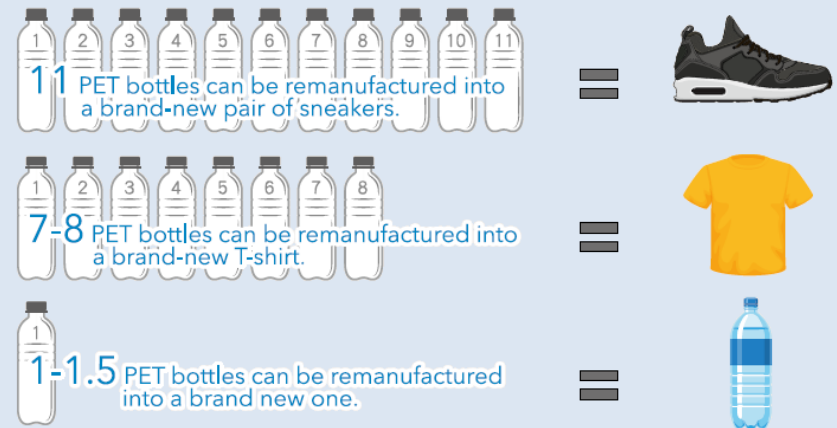 1 2 3 4 5 6 7 8 9 10 11
11 PET bottles can be remanufactured into
a brand-new pair of sneakers.
1 2 3 4 5 6 7 8
7-8 PET bottles can be remanufactured into
a brand-new T-shirt.
1
1-1.5 PET bottles can be remanufactured
into a brand new one.